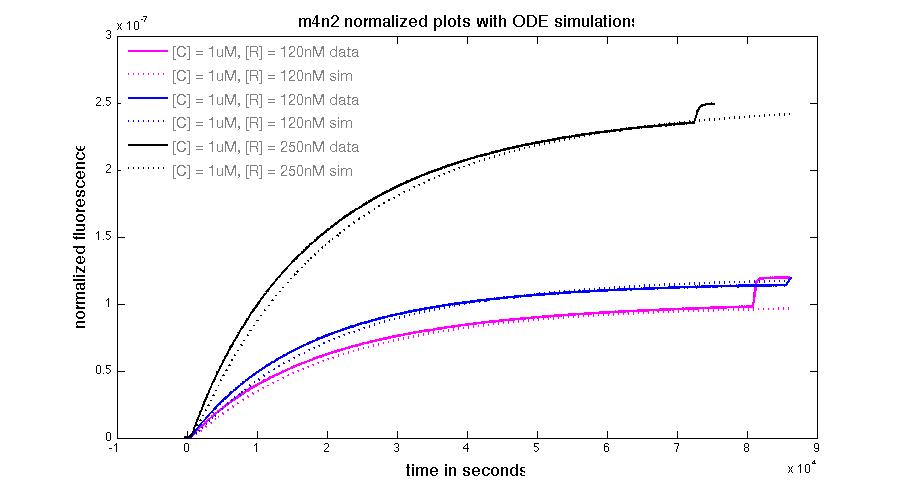 m4n2 normalized plots with ODE simulations
x 10^-7
3
2.5
2
1.5
1
0.5
0
normalized fluorescence
[C] = 1uM, [R] = 120nM data
[C] = 1uM, [R] = 120nM sim
[C] = 1uM, [R] = 120nM data
[C] = 1uM, [R] = 120nM sim
[C] = 1uM, [R] = 250nM data
[C] = 1uM, [R] = 250nM sim
-1 0 1 2 3 4 5 6 7 8 9
x 10^4
time in seconds